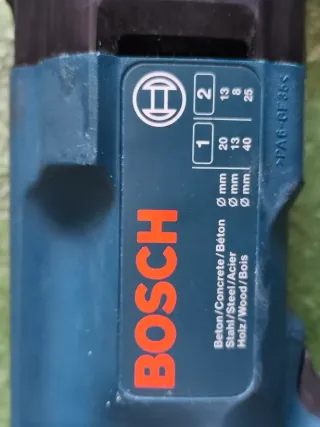 BOSCH
1 2
Beton/Concrete/Béton Ø mm 20 13
Stahl/Steel/Acier Ø mm 13 8
Holz/Wood/Bois Ø mm 40 25